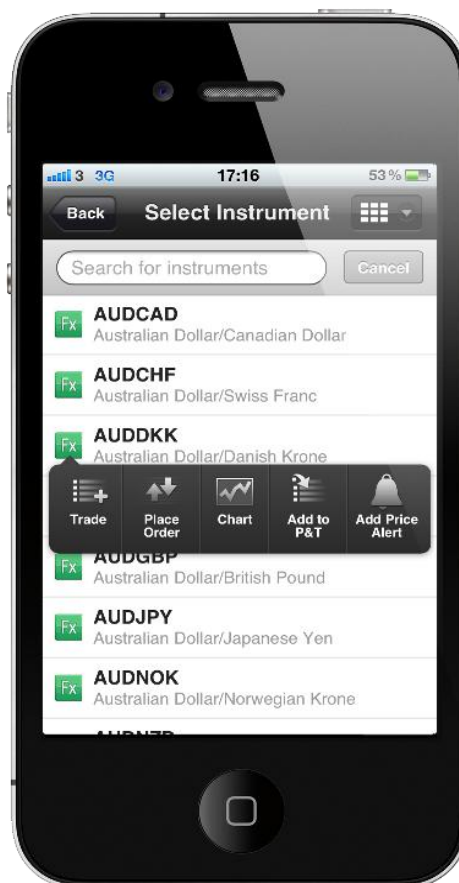 3 3G 17:16 53%
Back Select Instrument
Search for instruments Cancel
Fx AUDCAD
Australian Dollar/Canadian Dollar
Fx AUDCHF
Australian Dollar/Swiss Franc
Fx AUDDKK
Australian Dollar/Danish Krone
Trade Place Order Chart Add to P&T Add Price Alert
Fx AUDGBP
Australian Dollar/British Pound
Fx AUDJPY
Australian Dollar/Japanese Yen
Fx AUDNOK
Australian Dollar/Norwegian Krone